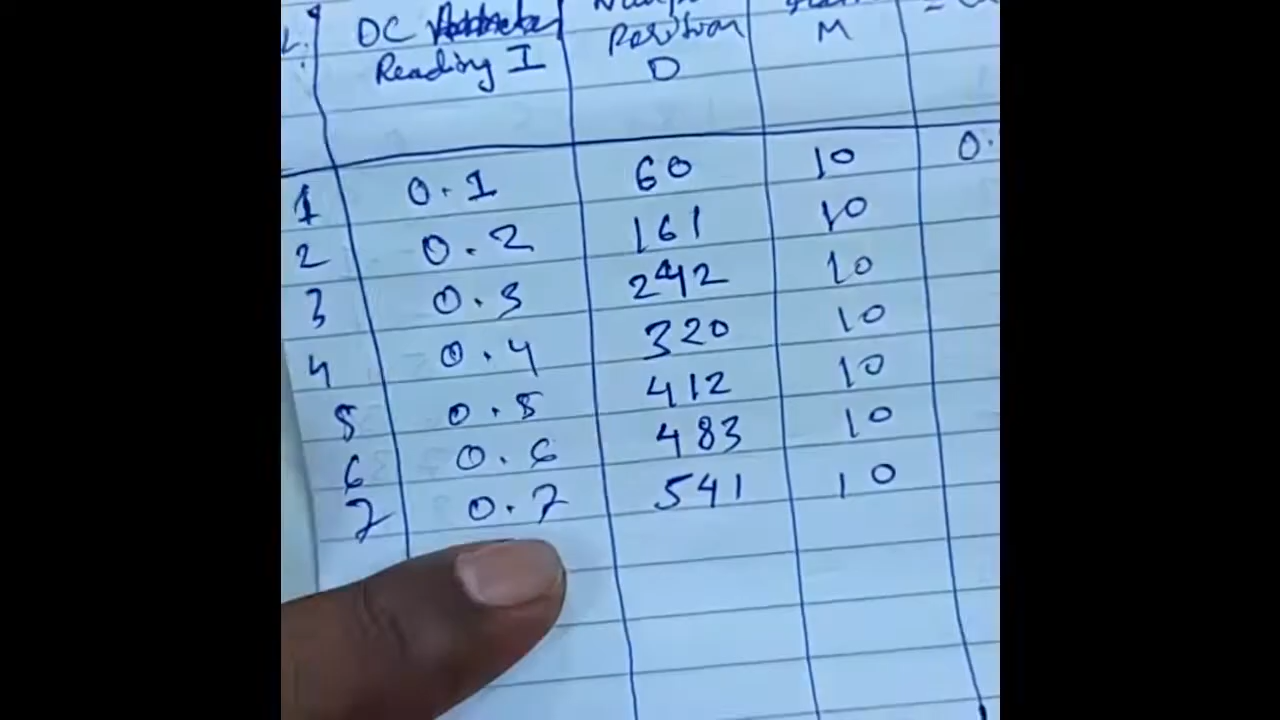 DC
Position M
Reading I D
1 0.1 60 10 0.
2 0.2 161 10
3 0.3 242 10
4 0.4 320 10
5 0.5 412 10
6 0.6 483 10
7 0.7 541 10